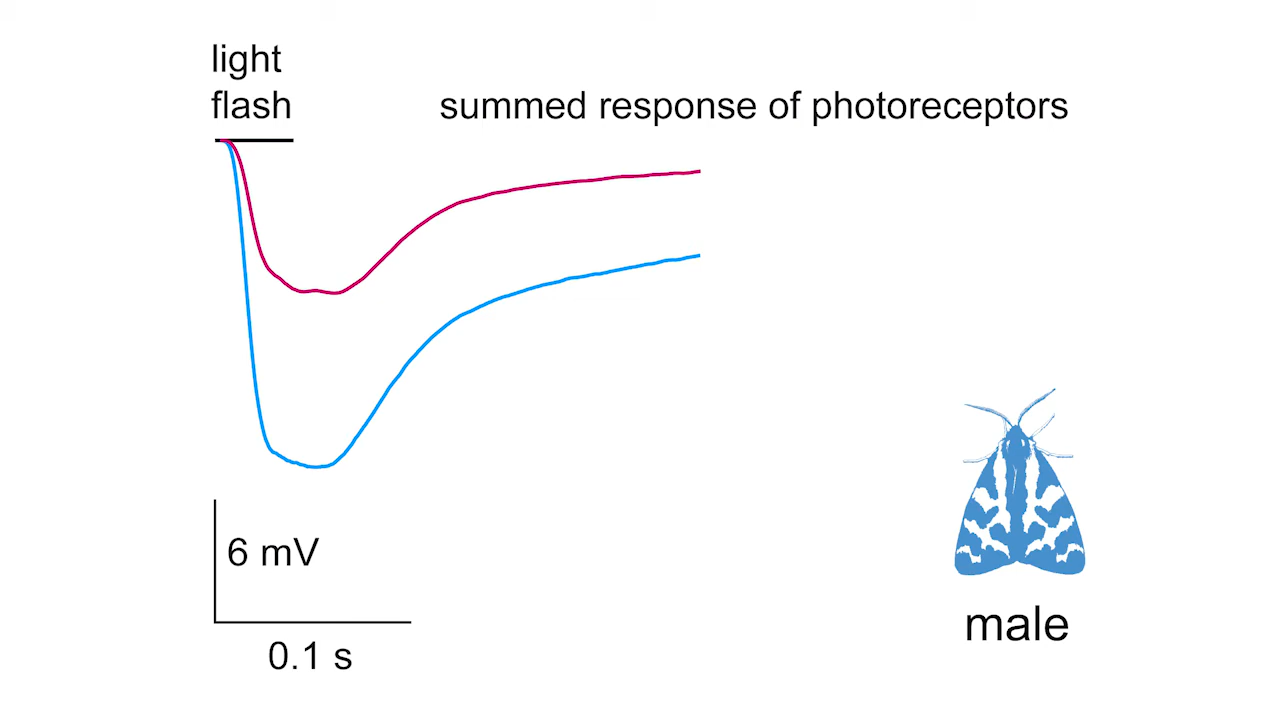 light
flash
summed response of photoreceptors
6 mV
0.1 s
male